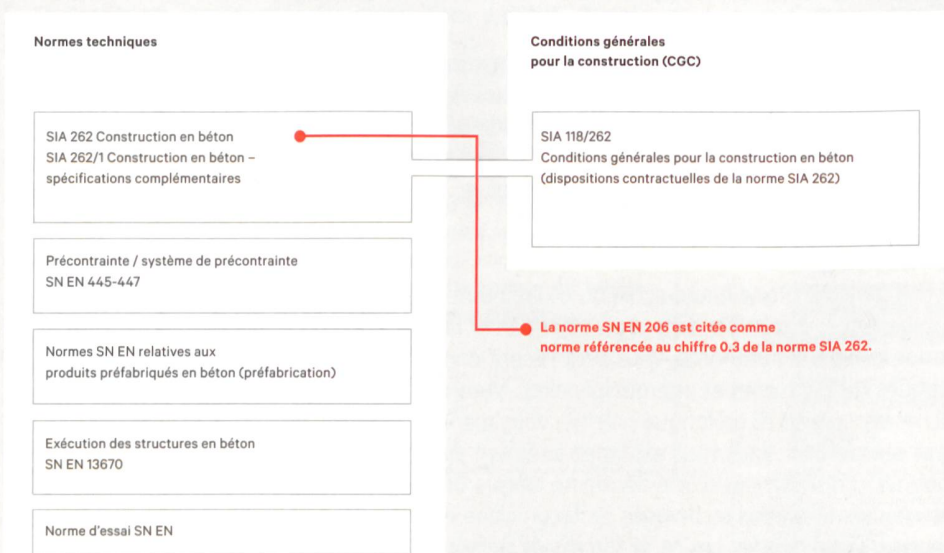 Normes techniques
SIA 262 Construction en béton
SIA 262/1 Construction en béton –
spécifications complémentaires
Précontrainte / système de précontrainte
SN EN 445-447
Normes SN EN relatives aux
produits préfabriqués en béton (préfabrication)
Exécution des structures en béton
SN EN 13670
Norme d'essai SN EN
Conditions générales
pour la construction (CGC)
SIA 118/262
Conditions générales pour la construction en béton
(dispositions contractuelles de la norme SIA 262)
La norme SN EN 206 est citée comme
norme référencée au chiffre 0.3 de la norme SIA 262.